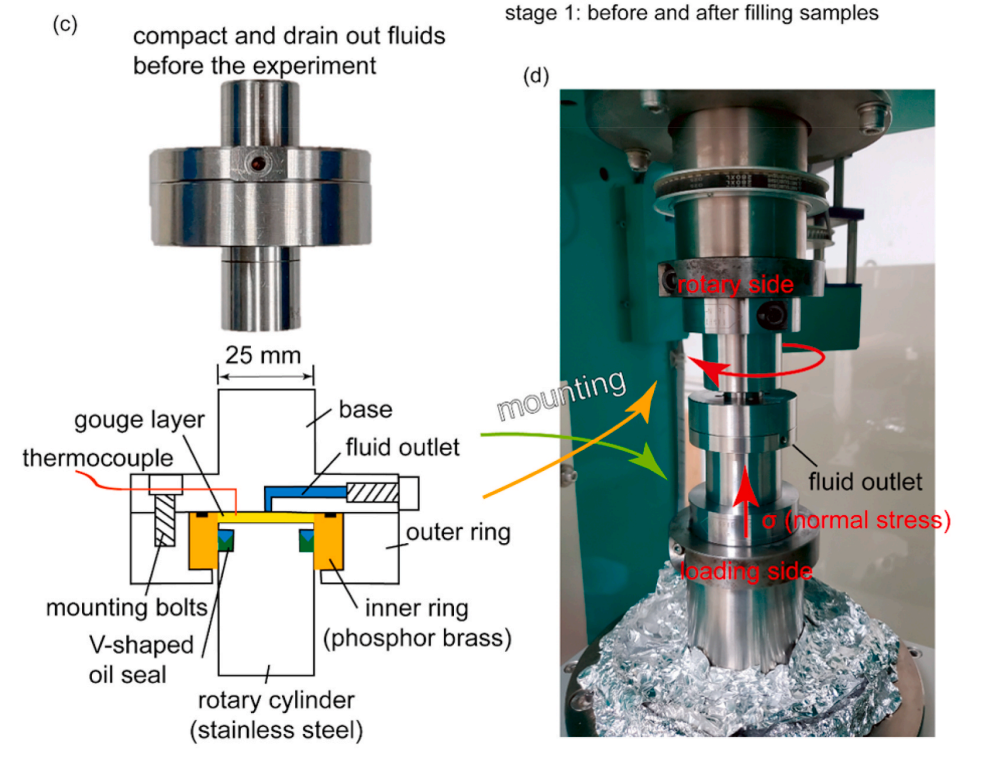 (c)
compact and drain out fluids
before the experiment
25 mm
base
gouge layer
fluid outlet
thermocouple
outer ring
mounting bolts
inner ring
(phosphor brass)
V-shaped
oil seal
rotary cylinder
(stainless steel)
mounting
stage 1: before and after filling samples
(d)
rotary side
fluid outlet
σ (normal stress)
loading side